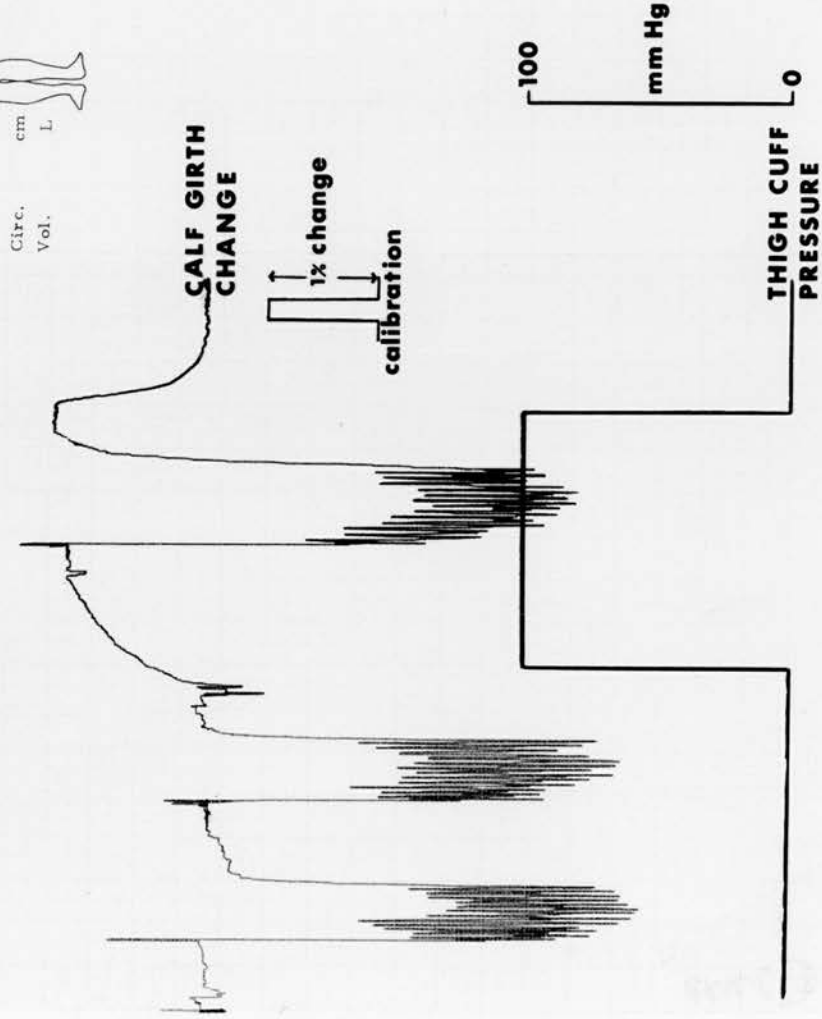 Circ. cm
Vol. L
CALF GIRTH
CHANGE
1% change
calibration
100
mm Hg
0
THIGH CUFF
PRESSURE